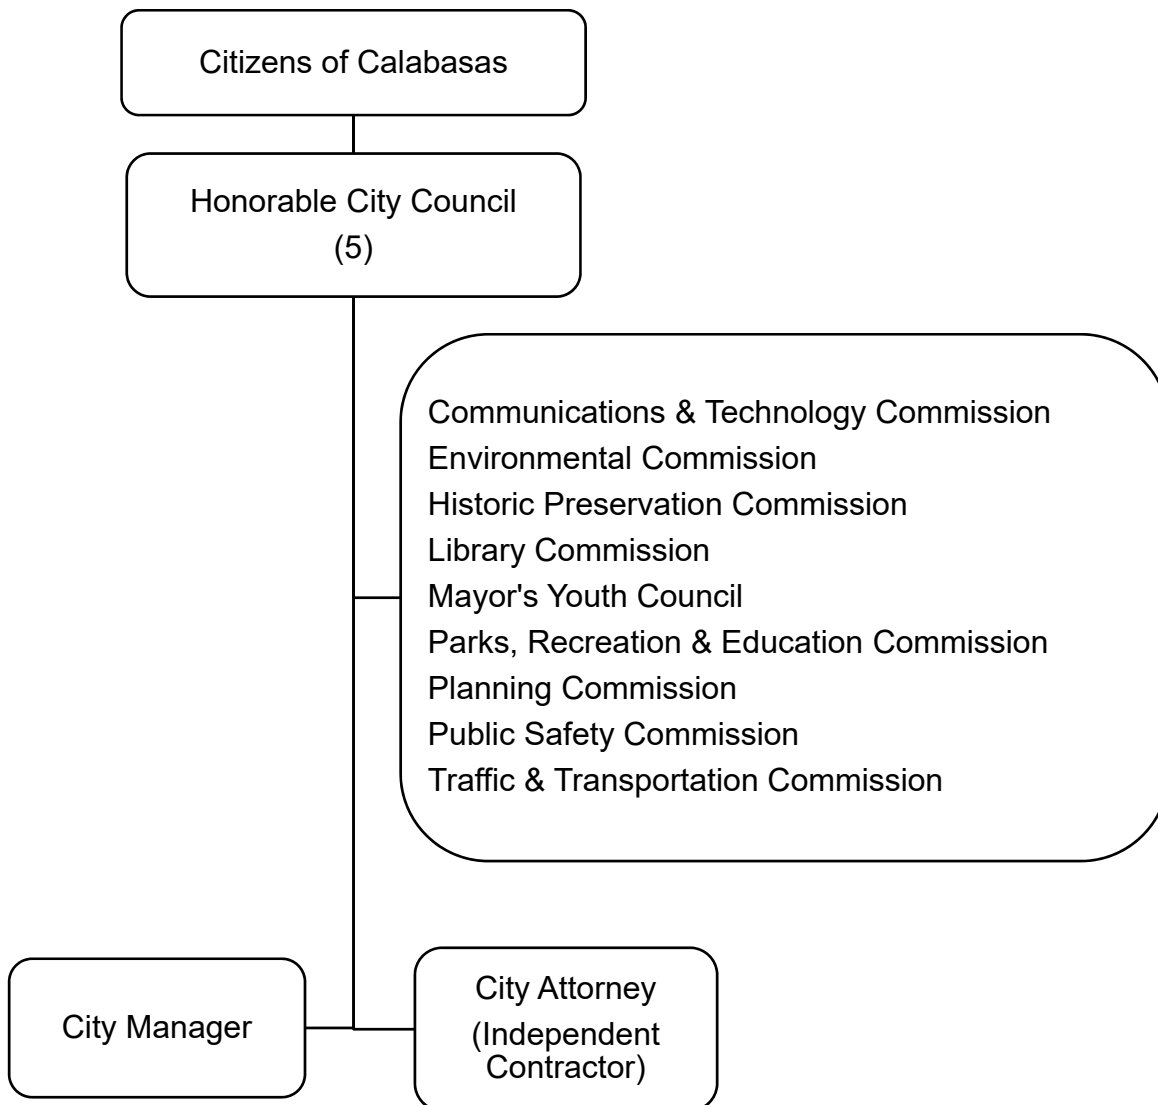 Citizens of Calabasas
Honorable City Council
(5)
Communications & Technology Commission
Environmental Commission
Historic Preservation Commission
Library Commission
Mayor's Youth Council
Parks, Recreation & Education Commission
Planning Commission
Public Safety Commission
Traffic & Transportation Commission
City Manager
City Attorney
(Independent
Contractor)